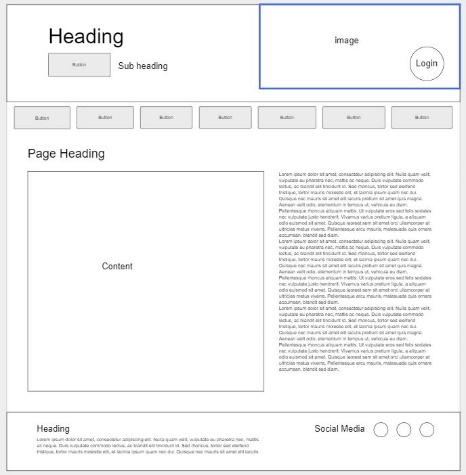 Heading
image
Button
Sub heading
Login
Button
Button
Button
Button
Button
Button
Button
Page Heading
Content
Lorem ipsum dolor sit amet, consectetur adipiscing elit. Nulla quam velit,
vulputate eu pharetra nec, mattis ac neque. Duis vulputate commodo
lectus, ac blandit elit tincidunt id. Sed rhoncus, tortor sed eleifend
tristique, tortor mauris molestie elit, et lacinia ipsum quam nec dui.
Quisque nec mauris sit amet elit iaculis pretium sit amet quis magna.
Aenean velit odio, elementum in tempus ut, vehicula eu diam.
Pellentesque rhoncus aliquam mattis. Ut vulputate eros sed felis sodales
nec vulputate justo hendrerit. Vivamus varius pretium ligula, a aliquam
odio euismod sit amet. Quisque laoreet sem sit amet orci ullamcorper at
ultricies metus viverra. Pellentesque arcu mauris, malesuada quis ornare
accumsan, blandit sed diam.
Lorem ipsum dolor sit amet, consectetur adipiscing elit. Nulla quam velit,
vulputate eu pharetra nec, mattis ac neque. Duis vulputate commodo
lectus, ac blandit elit tincidunt id. Sed rhoncus, tortor sed eleifend
tristique, tortor mauris molestie elit, et lacinia ipsum quam nec dui.
Quisque nec mauris sit amet elit iaculis pretium sit amet quis magna.
Aenean velit odio, elementum in tempus ut, vehicula eu diam.
Pellentesque rhoncus aliquam mattis. Ut vulputate eros sed felis sodales
nec vulputate justo hendrerit. Vivamus varius pretium ligula, a aliquam
odio euismod sit amet. Quisque laoreet sem sit amet orci ullamcorper at
ultricies metus viverra. Pellentesque arcu mauris, malesuada quis ornare
accumsan, blandit sed diam.
Lorem ipsum dolor sit amet, consectetur adipiscing elit. Nulla quam velit,
vulputate eu pharetra nec, mattis ac neque. Duis vulputate commodo
lectus, ac blandit elit tincidunt id. Sed rhoncus, tortor sed eleifend
tristique, tortor mauris molestie elit, et lacinia ipsum quam nec dui.
Quisque nec mauris sit amet elit iaculis pretium sit amet quis magna.
Aenean velit odio, elementum in tempus ut, vehicula eu diam.
Pellentesque rhoncus aliquam mattis. Ut vulputate eros sed felis sodales
nec vulputate justo hendrerit. Vivamus varius pretium ligula, a aliquam
odio euismod sit amet. Quisque laoreet sem sit amet orci ullamcorper at
ultricies metus viverra. Pellentesque arcu mauris, malesuada quis ornare
accumsan, blandit sed diam.
Heading
Social Media
Lorem ipsum dolor sit amet, consectetur adipiscing elit. Nulla quam velit, vulputate eu pharetra nec, mattis
ac neque. Duis vulputate commodo lectus, ac blandit elit tincidunt id. Sed rhoncus, tortor sed eleifend
tristique, tortor mauris molestie elit, et lacinia ipsum quam nec dui. Quisque nec mauris sit amet elit iaculis